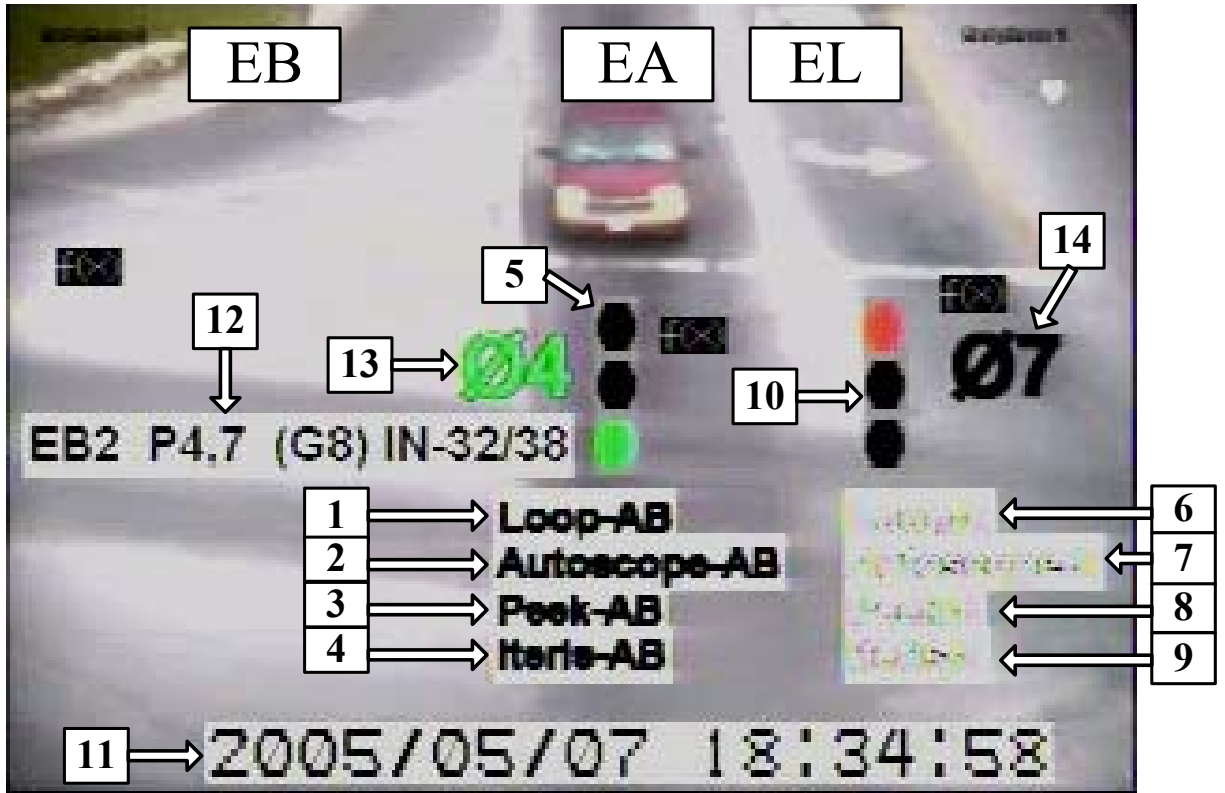 EB EA EL
14
5
f(x)
f(x)
12
f(x)
13 Ø4 Ø7
10
EB2 P4,7 (G8) IN-32/38
1 Loop-AB 6
2 Autoscope-AB 7
3 Peek-AB 8
4 Iteris-AB 9
11 2005/05/07 18:34:58